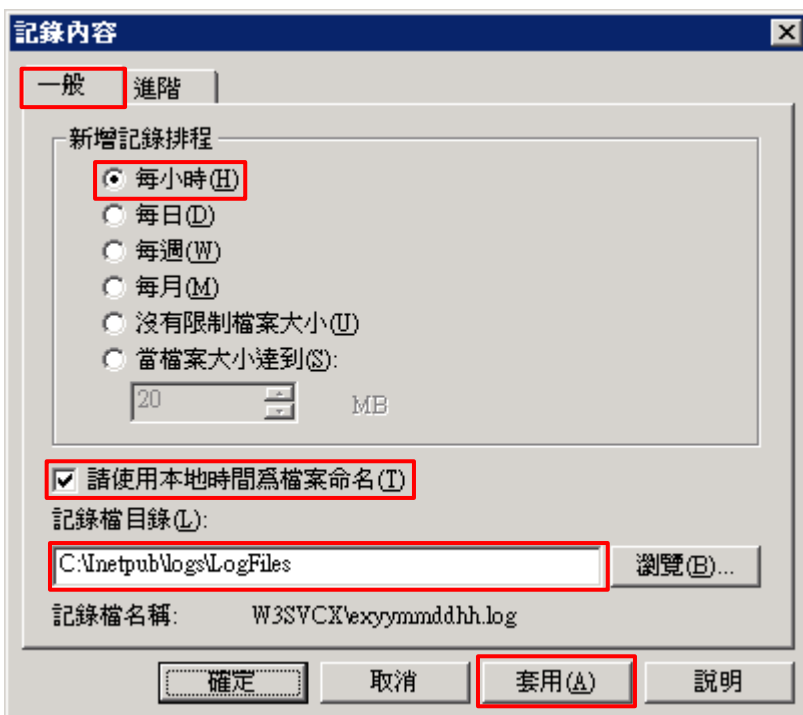 記錄內容
一般 進階
新增記錄排程
每小時(H)
每日(D)
每週(W)
每月(M)
沒有限制檔案大小(U)
當檔案大小達到(S):
20 MB
請使用本地時間爲檔案命名(T)
記錄檔目錄(L):
C:\Inetpub\logs\LogFiles 瀏覽(B)...
記錄檔名稱: W3SVCX\exyymmddhh.log
確定 取消 套用(A) 說明